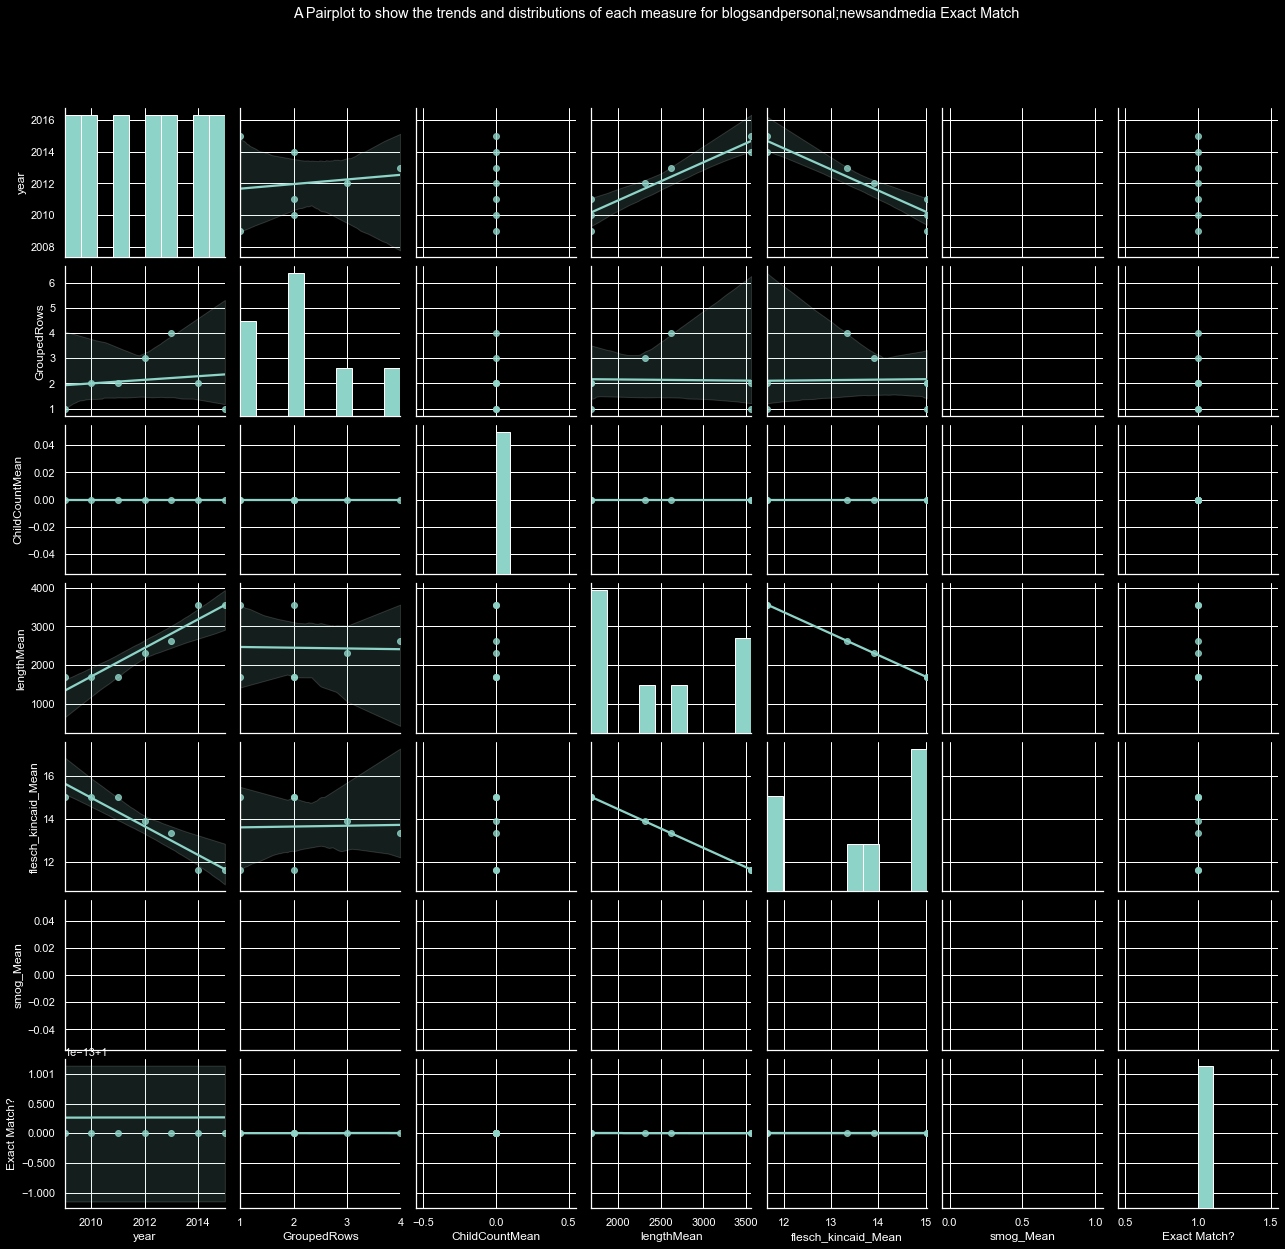 A Pairplot to show the trends and distributions of each measure for blogsandpersonal;newsandmedia Exact Match
2016
2014
2012
2010
2008
year
6
5
4
3
2
1
GroupedRows
0.04
0.02
0.00
−0.02
−0.04
ChildCountMean
4000
3000
2000
1000
lengthMean
16
14
12
flesch_kincaid_Mean
0.04
0.02
0.00
−0.02
−0.04
smog_Mean
1e−13+1
1.001
0.500
0.000
−0.500
−1.000
Exact Match?
2010 2012 2014
year
1 2 3 4
GroupedRows
−0.5 0.0 0.5
ChildCountMean
2000 2500 3000 3500
lengthMean
12 13 14 15
flesch_kincaid_Mean
0.0 0.5 1.0
smog_Mean
0.5 1.0 1.5
Exact Match?